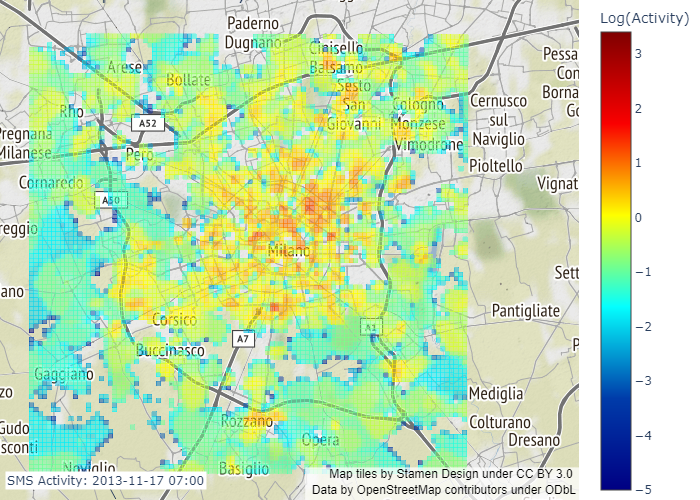 Log(Activity)
Paderno
Dugnano
Cinisello
Balsamo
Arese
Bollate
Sesto
San
Giovanni
Cologno
Monzese
Pessa
Con
Borna
Go
Cernusco
sul
Naviglio
Rho
A52
Pregnana
Milanese
Pero
Vimodrone
Pioltello
Cornaredo
A50
Vignat
reggio
Milano
Sett
ano
Pantigliate
Corsico
A7
A1
Buccinasco
P
Gaggiano
zo
Mediglia
Rozzano
Colturano
Dresano
Gudo
sconti
Opera
Noviglio
Basiglio
SMS Activity: 2013-11-17 07:00
Map tiles by Stamen Design under CC BY 3.0
Data by OpenStreetMap contributors under ODbL
3
2
1
0
−1
−2
−3
−4
−5